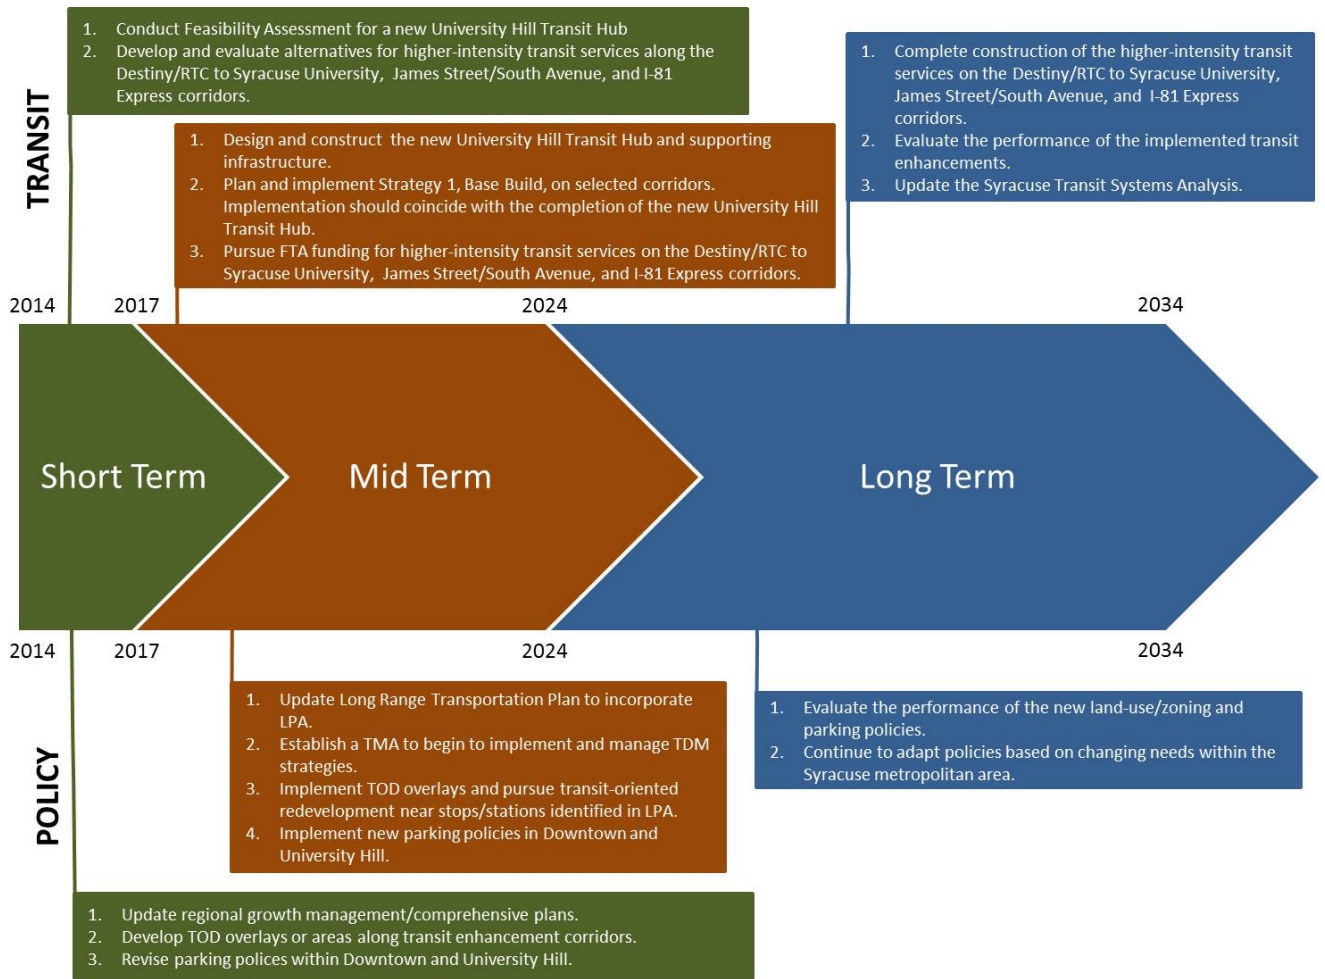 TRANSIT
1. Conduct Feasibility Assessment for a new University Hill Transit Hub
2. Develop and evaluate alternatives for higher-intensity transit services along the
Destiny/RTC to Syracuse University, James Street/South Avenue, and I-81
Express corridors.
1. Design and construct the new University Hill Transit Hub and supporting
infrastructure.
2. Plan and implement Strategy 1, Base Build, on selected corridors.
Implementation should coincide with the completion of the new University Hill
Transit Hub.
3. Pursue FTA funding for higher-intensity transit services on the Destiny/RTC to
Syracuse University, James Street/South Avenue, and I-81 Express corridors.
1. Complete construction of the higher-intensity transit
services on the Destiny/RTC to Syracuse University,
James Street/South Avenue, and I-81 Express
corridors.
2. Evaluate the performance of the implemented transit
enhancements.
3. Update the Syracuse Transit Systems Analysis.
2014 2017 2024 2034
Short Term Mid Term Long Term
2014 2017 2024 2034
POLICY
1. Update Long Range Transportation Plan to incorporate
LPA.
2. Establish a TMA to begin to implement and manage TDM
strategies.
3. Implement TOD overlays and pursue transit-oriented
redevelopment near stops/stations identified in LPA.
4. Implement new parking policies in Downtown and
University Hill.
1. Evaluate the performance of the new land-use/zoning and
parking policies.
2. Continue to adapt policies based on changing needs within the
Syracuse metropolitan area.
1. Update regional growth management/comprehensive plans.
2. Develop TOD overlays or areas along transit enhancement corridors.
3. Revise parking polices within Downtown and University Hill.